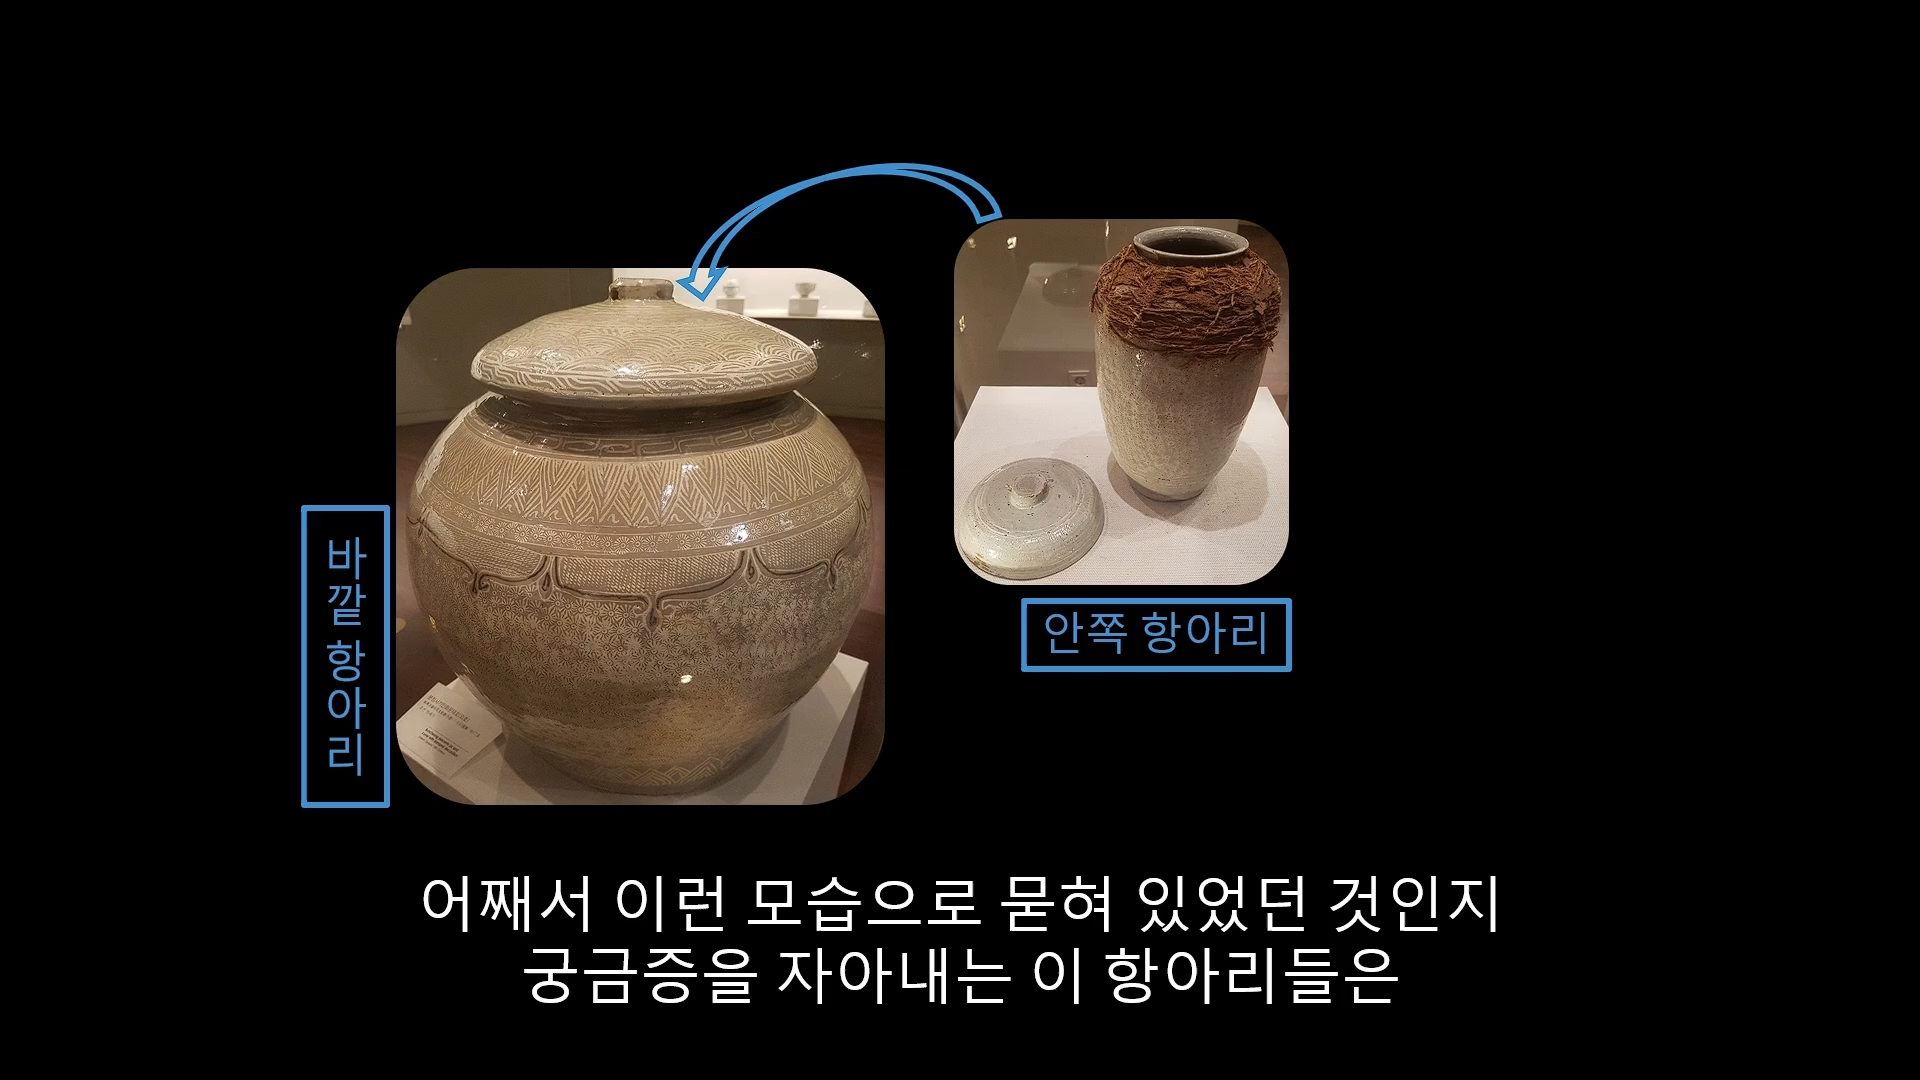 바깥 항아리
안쪽 항아리
어째서 이런 모습으로 묻혀 있었던 것인지
궁금증을 자아내는 이 항아리들은